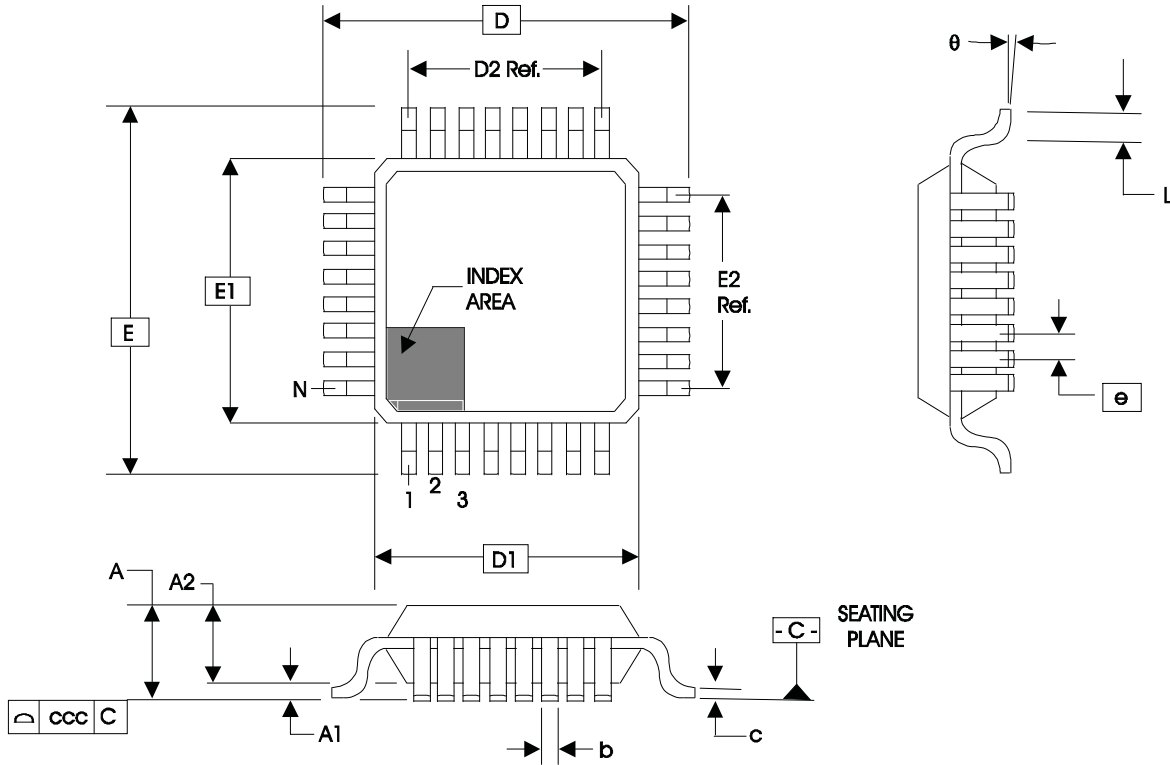 D
D2 Ref.
θ
L
E1
E
INDEX
AREA
E2
Ref.
N
e
1
2
3
D1
A
A2
SEATING
PLANE
- C -
ccc C
A1
b
c